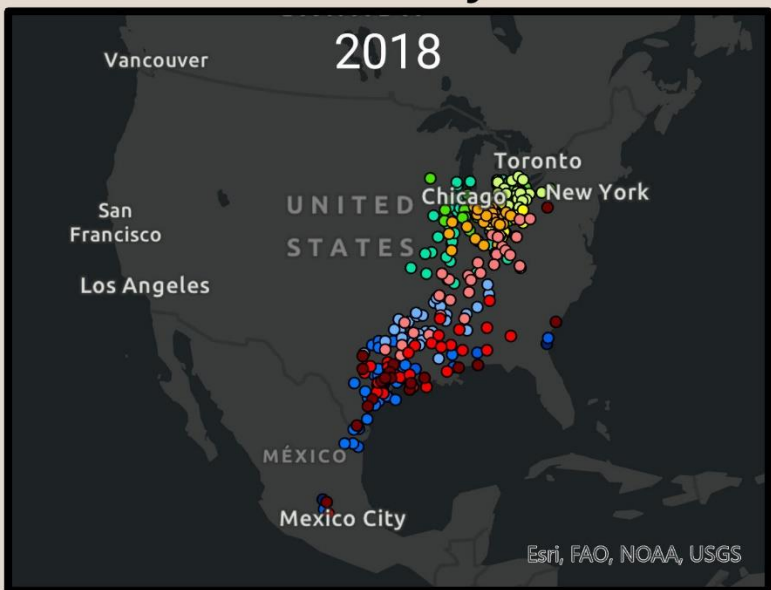 2018
Vancouver
Toronto
Chicago
New York
UNITED
STATES
San
Francisco
Los Angeles
MÉXICO
Mexico City
Esri, FAO, NOAA, USGS